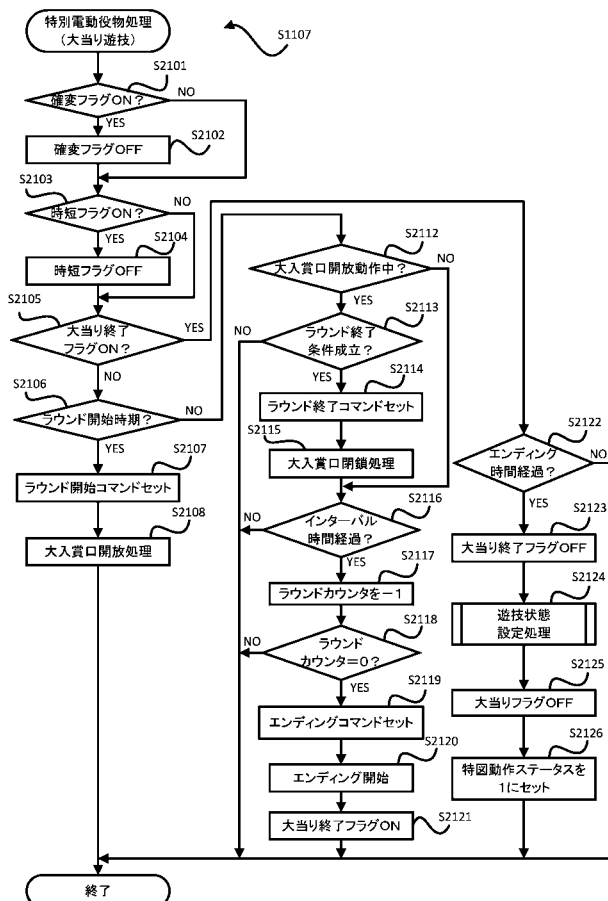 特別電動役物処理
（大当り遊技）
S1107
S2101
確変フラグON？
NO
YES
S2102
確変フラグOFF
S2103
時短フラグON？
NO
YES
S2104
時短フラグOFF
S2105
大当り終了
フラグON？
YES
NO
S2106
ラウンド開始時期？
NO
YES
S2107
ラウンド開始コマンドセット
S2108
大入賞口開放処理
S2112
大入賞口開放動作中？
NO
YES
S2113
ラウンド終了
条件成立？
NO
YES
S2114
ラウンド終了コマンドセット
S2115
大入賞口閉鎖処理
S2116
インターバル
時間経過？
NO
YES
S2117
ラウンドカウンタを－1
S2118
ラウンド
カウンタ＝0？
NO
YES
S2119
エンディングコマンドセット
S2120
エンディング開始
S2121
大当り終了フラグON
S2122
エンディング
時間経過？
NO
YES
S2123
大当り終了フラグOFF
S2124
遊技状態
設定処理
S2125
大当りフラグOFF
S2126
特図動作ステータスを
1にセット
終了